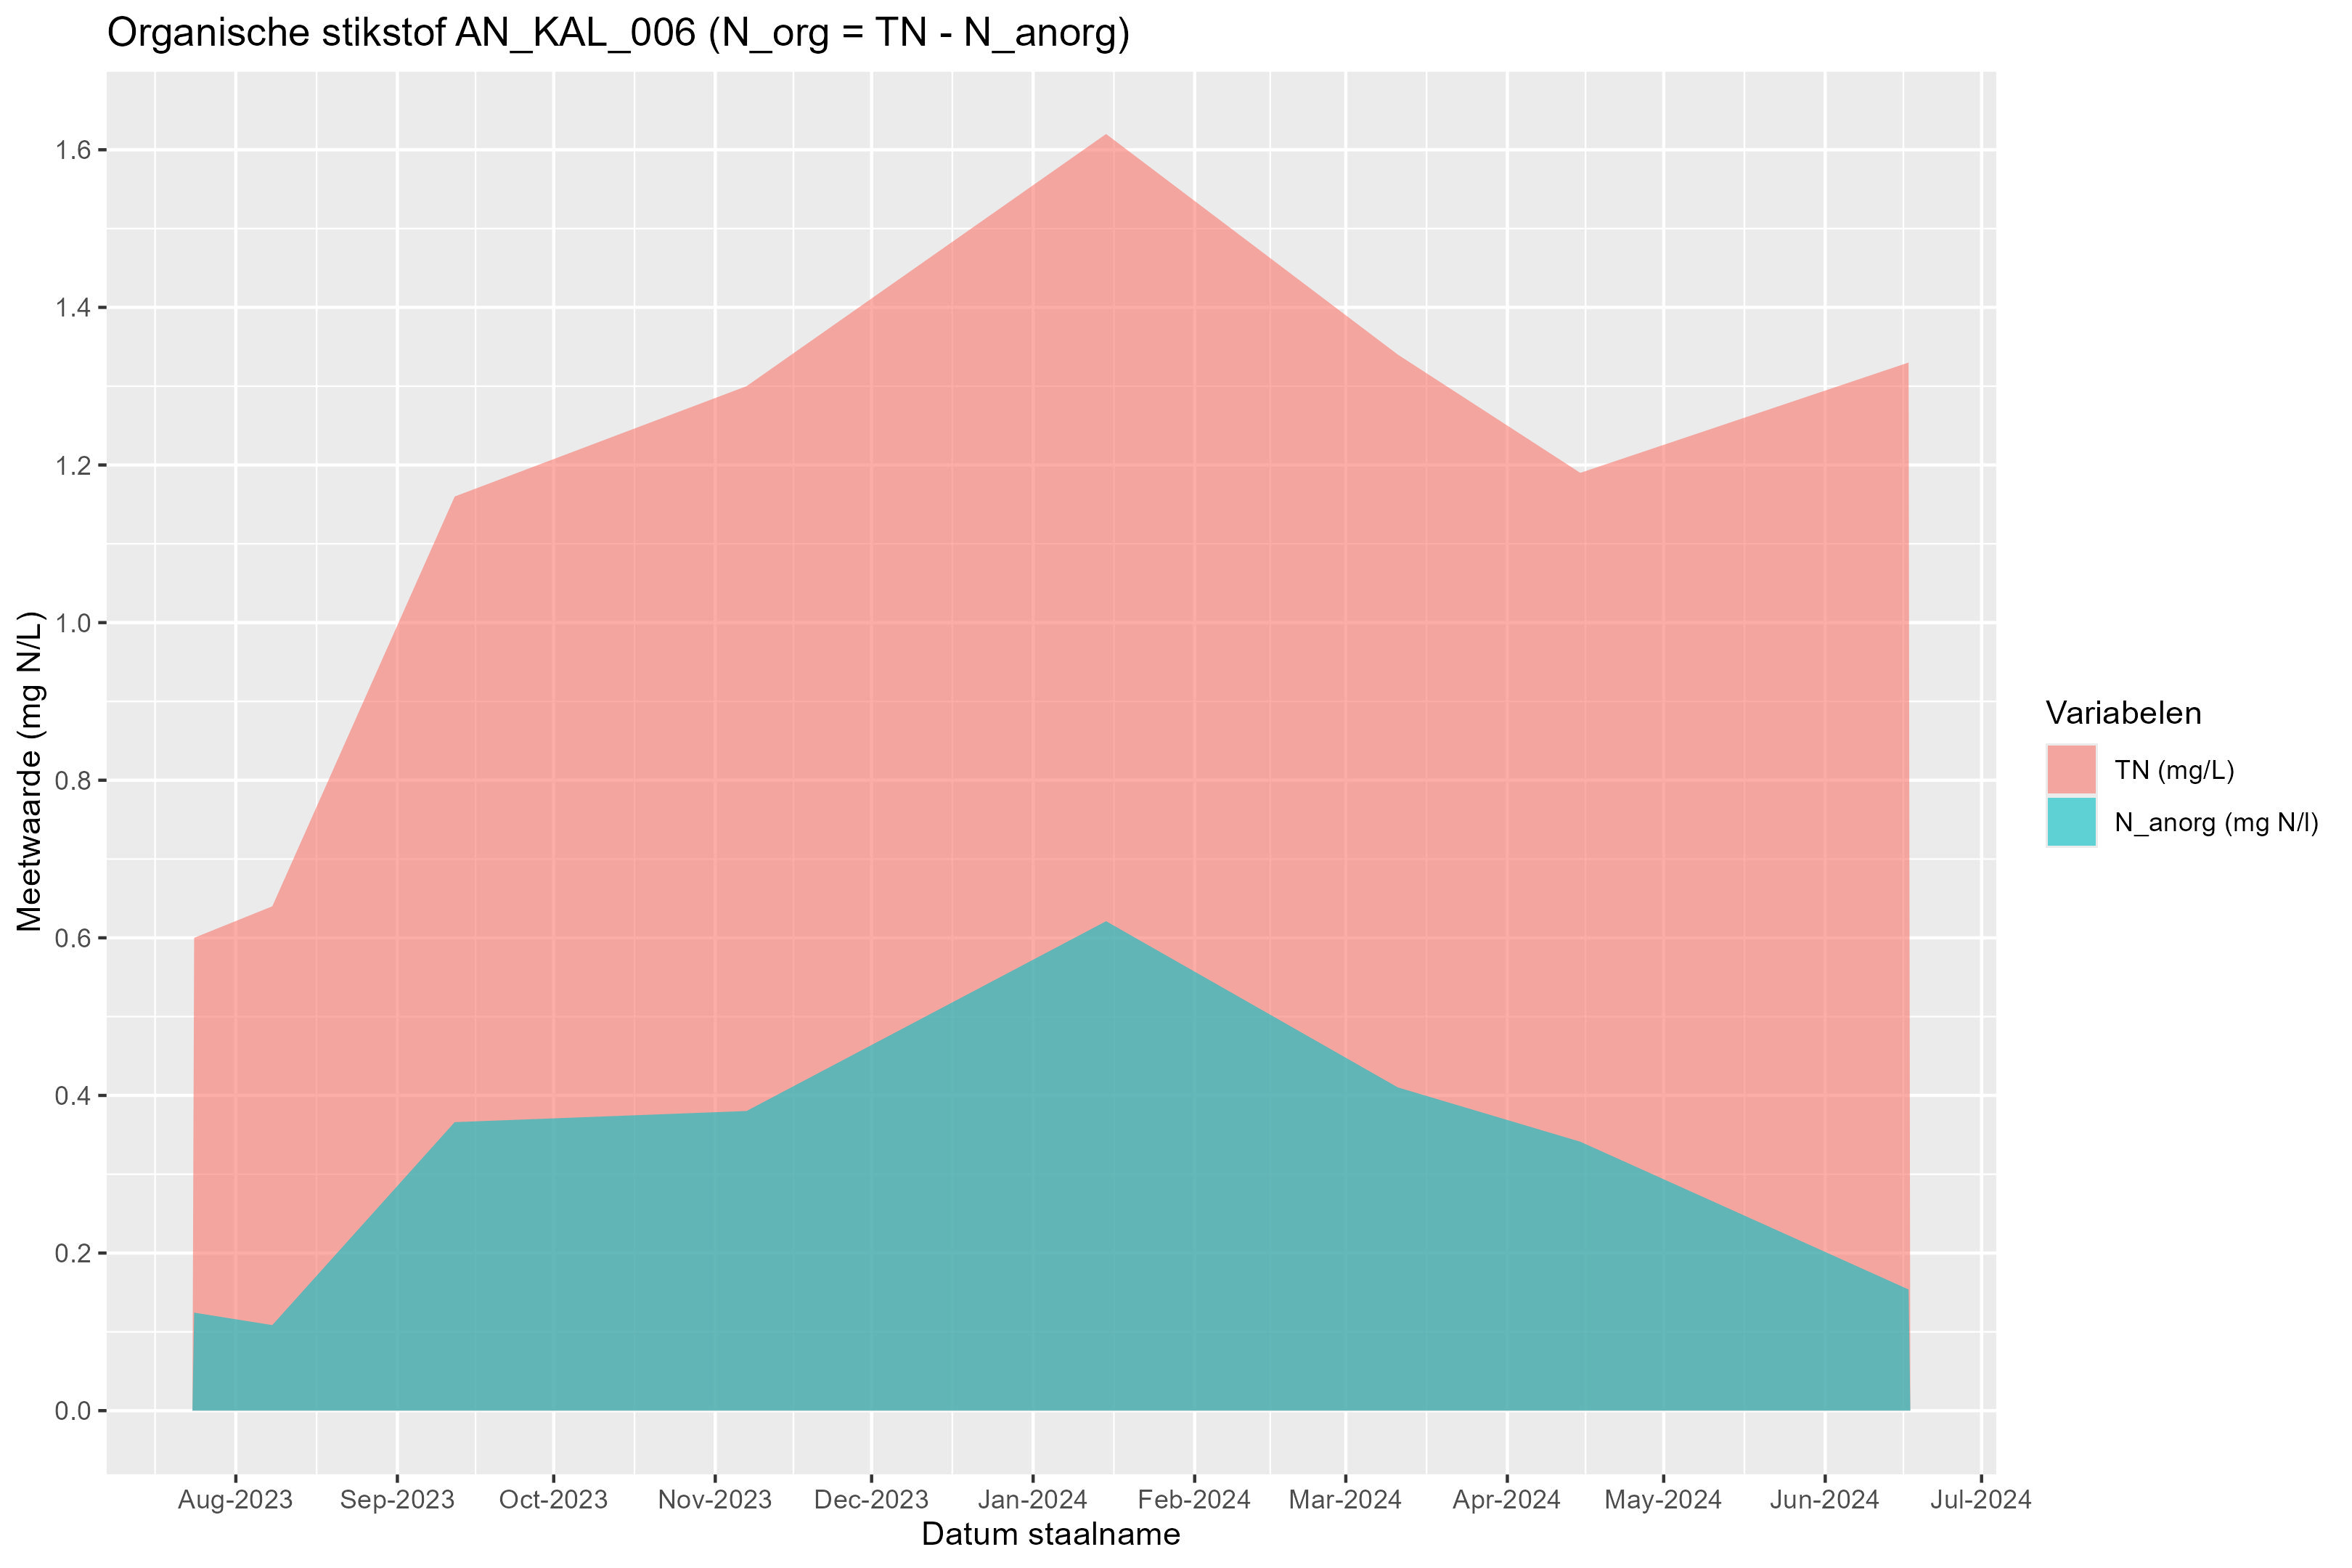 Organische stikstof AN_KAL_006 (N_org = TN - N_anorg)
Meetwaarde (mg N/L)
1.6
1.4
1.2
1.0
0.8
0.6
0.4
0.2
0.0
Aug-2023 Sep-2023 Oct-2023 Nov-2023 Dec-2023 Jan-2024 Feb-2024 Mar-2024 Apr-2024 May-2024 Jun-2024 Jul-2024
Datum staalname
Variabelen
TN (mg/L)
N_anorg (mg N/l)